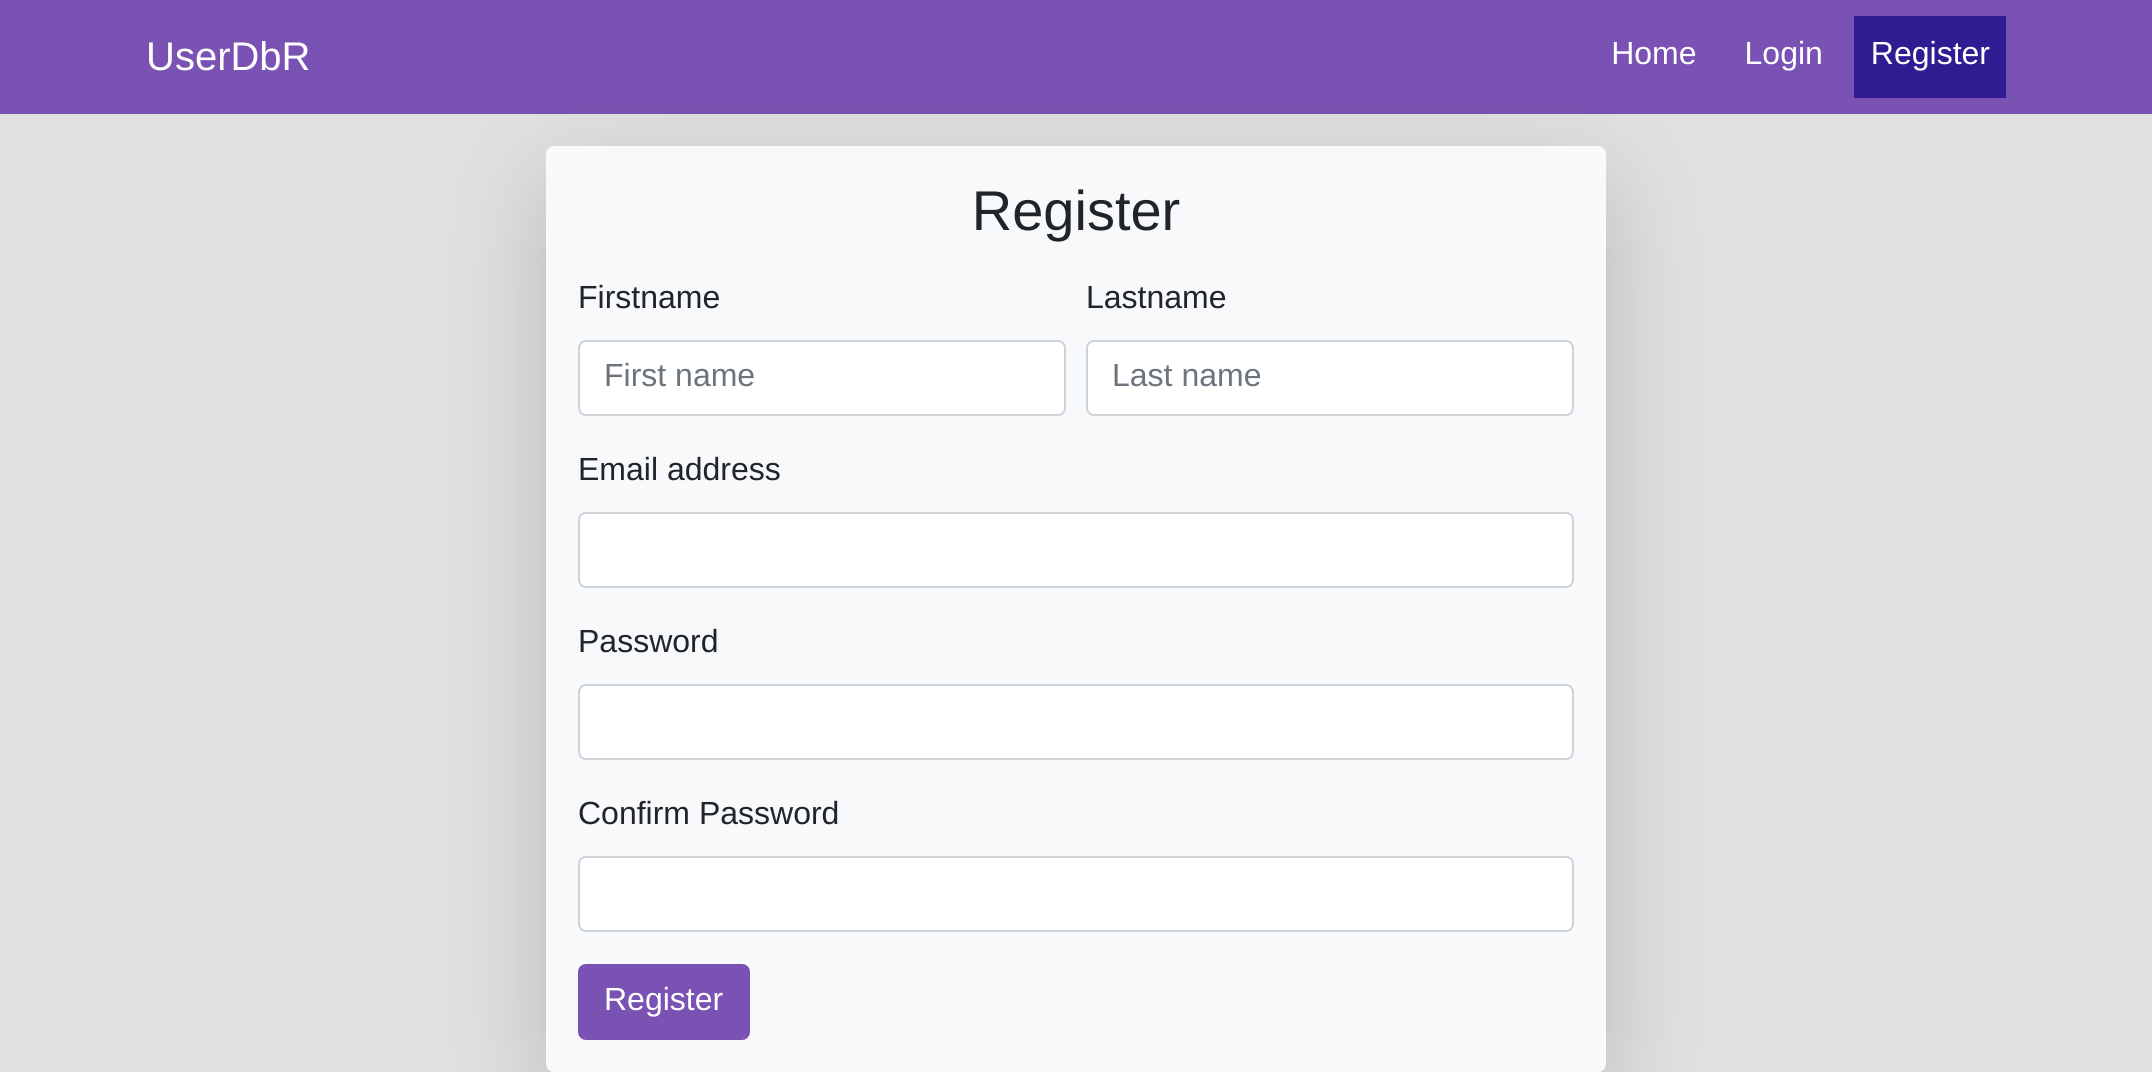 UserDbR Home Login Register
Register
Firstname Lastname
First name Last name
Email address
Password
Confirm Password
Register